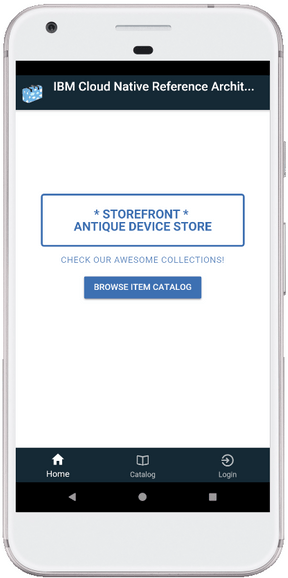 IBM Cloud Native Reference Archit...
* STOREFRONT *
ANTIQUE DEVICE STORE
CHECK OUR AWESOME COLLECTIONS!
BROWSE ITEM CATALOG
Home
Catalog
Login